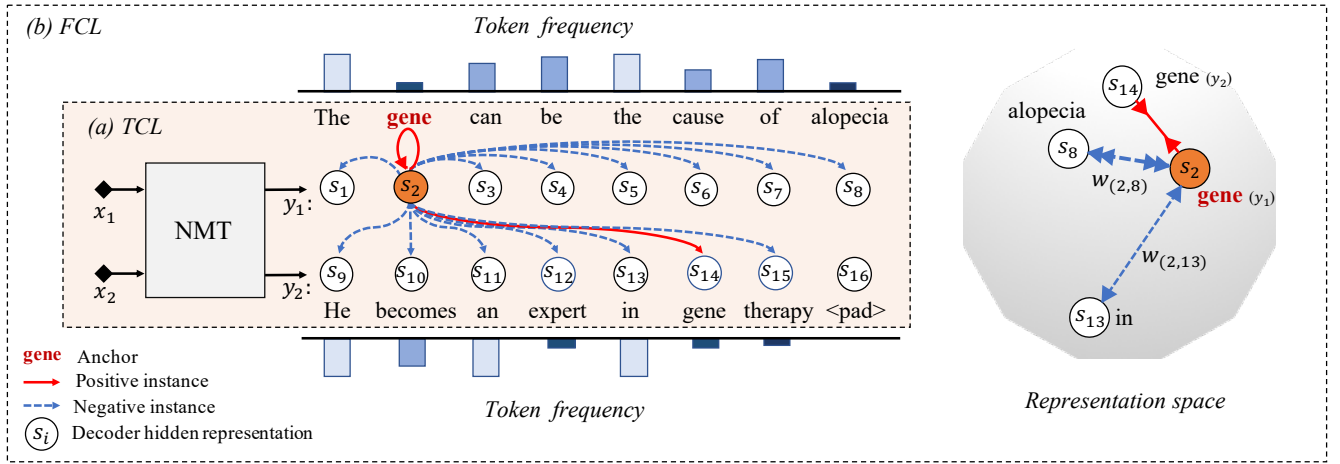 (b) FCL
Token frequency
The gene can be the cause of alopecia
(a) TCL
x₁
NMT
y₁:
s₁ s₂ s₃ s₄ s₅ s₆ s₇ s₈
x₂
y₂:
s₉ s₁₀ s₁₁ s₁₂ s₁₃ s₁₄ s₁₅ s₁₆
He becomes an expert in gene therapy <pad>
Token frequency
gene Anchor
Positive instance
Negative instance
sᵢ Decoder hidden representation
s₁₄ gene (y₂)
alopecia
s₈
s₂
w₍₂,₈₎
gene (y₁)
w₍₂,₁₃₎
s₁₃ in
Representation space